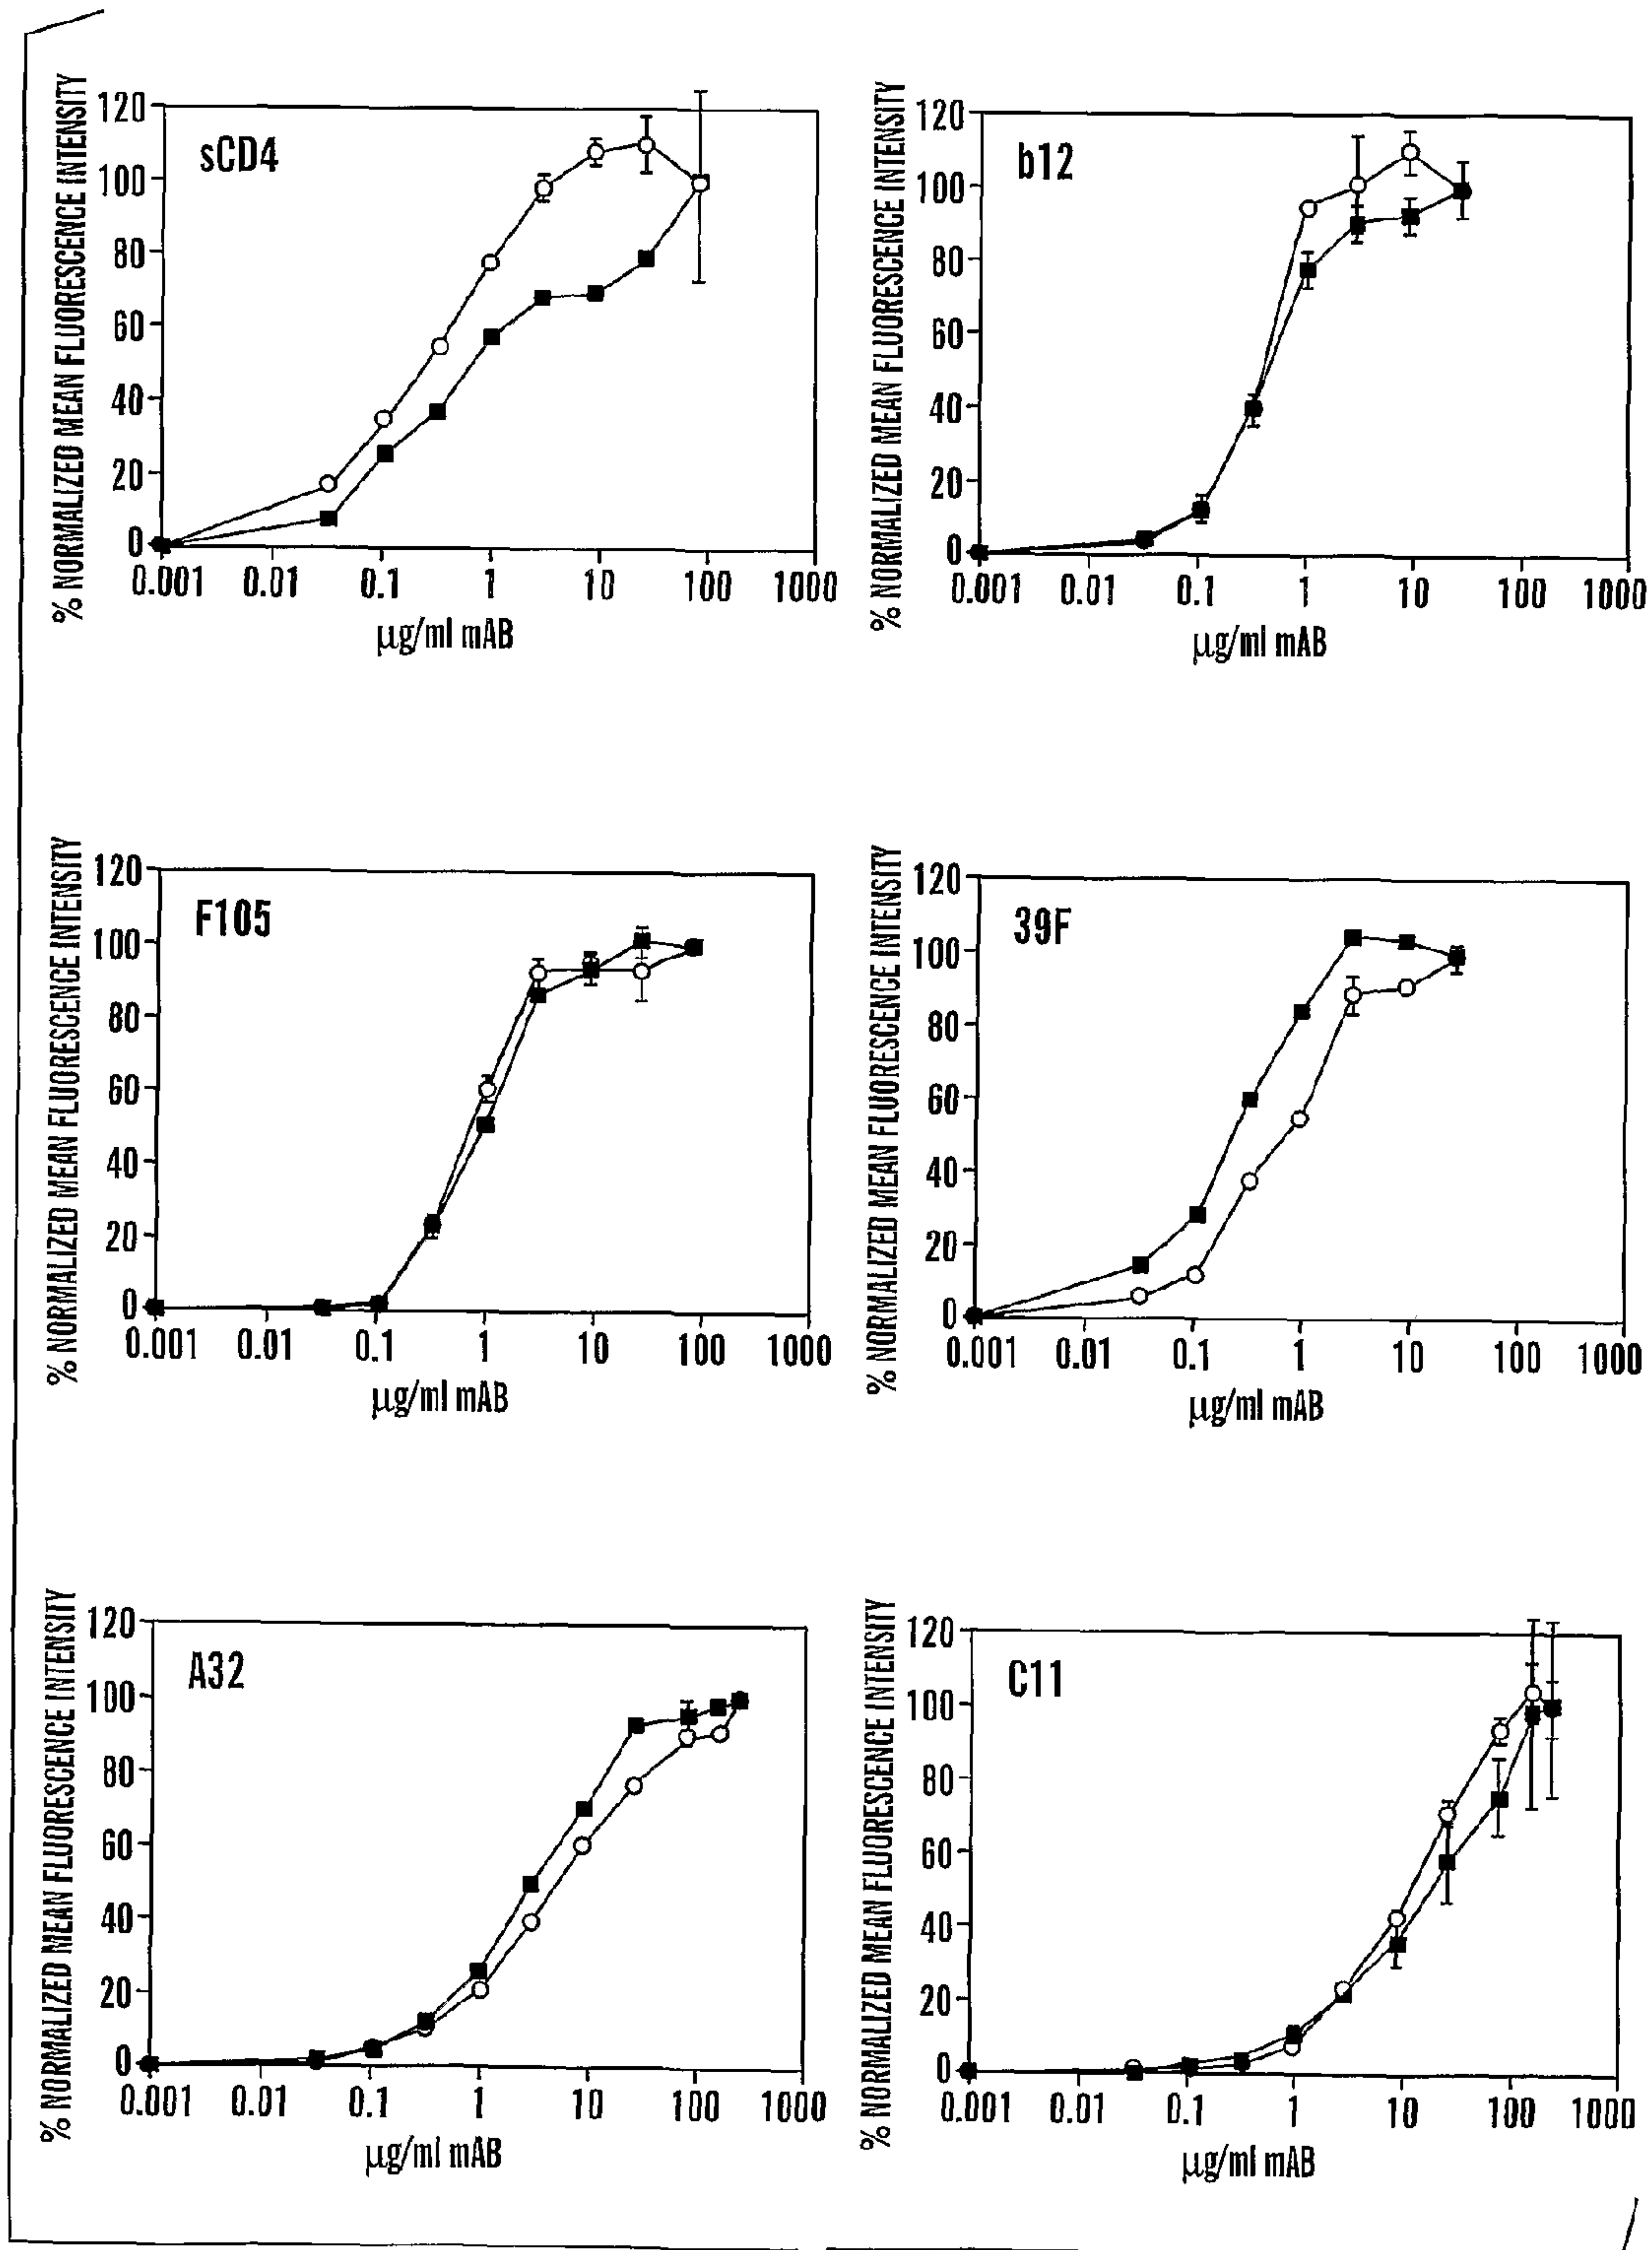 % NORMALIZED MEAN FLUORESCENCE INTENSITY
120
100
80
60
40
20
0
sCD4
0.001 0.01 0.1 1 10 100 1000
μg/ml mAB
% NORMALIZED MEAN FLUORESCENCE INTENSITY
120
100
80
60
40
20
0
b12
0.001 0.01 0.1 1 10 100 1000
μg/ml mAB
% NORMALIZED MEAN FLUORESCENCE INTENSITY
120
100
80
60
40
20
0
F105
0.001 0.01 0.1 1 10 100 1000
μg/ml mAB
% NORMALIZED MEAN FLUORESCENCE INTENSITY
120
100
80
60
40
20
0
39F
0.001 0.01 0.1 1 10 100 1000
μg/ml mAB
% NORMALIZED MEAN FLUORESCENCE INTENSITY
120
100
80
60
40
20
0
A32
0.001 0.01 0.1 1 10 100 1000
μg/ml mAB
% NORMALIZED MEAN FLUORESCENCE INTENSITY
120
100
80
60
40
20
0
C11
0.001 0.01 0.1 1 10 100 1000
μg/ml mAB